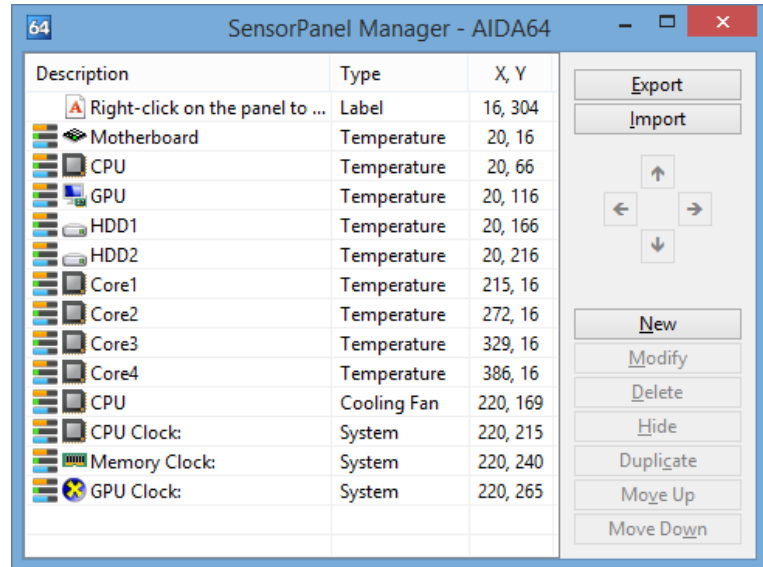 64 SensorPanel Manager - AIDA64
Description Type X, Y
Right-click on the panel to ... Label 16, 304
Motherboard Temperature 20, 16
CPU Temperature 20, 66
GPU Temperature 20, 116
HDD1 Temperature 20, 166
HDD2 Temperature 20, 216
Core1 Temperature 215, 16
Core2 Temperature 272, 16
Core3 Temperature 329, 16
Core4 Temperature 386, 16
CPU Cooling Fan 220, 169
CPU Clock: System 220, 215
Memory Clock: System 220, 240
GPU Clock: System 220, 265
Export
Import
New
Modify
Delete
Hide
Duplicate
Move Up
Move Down